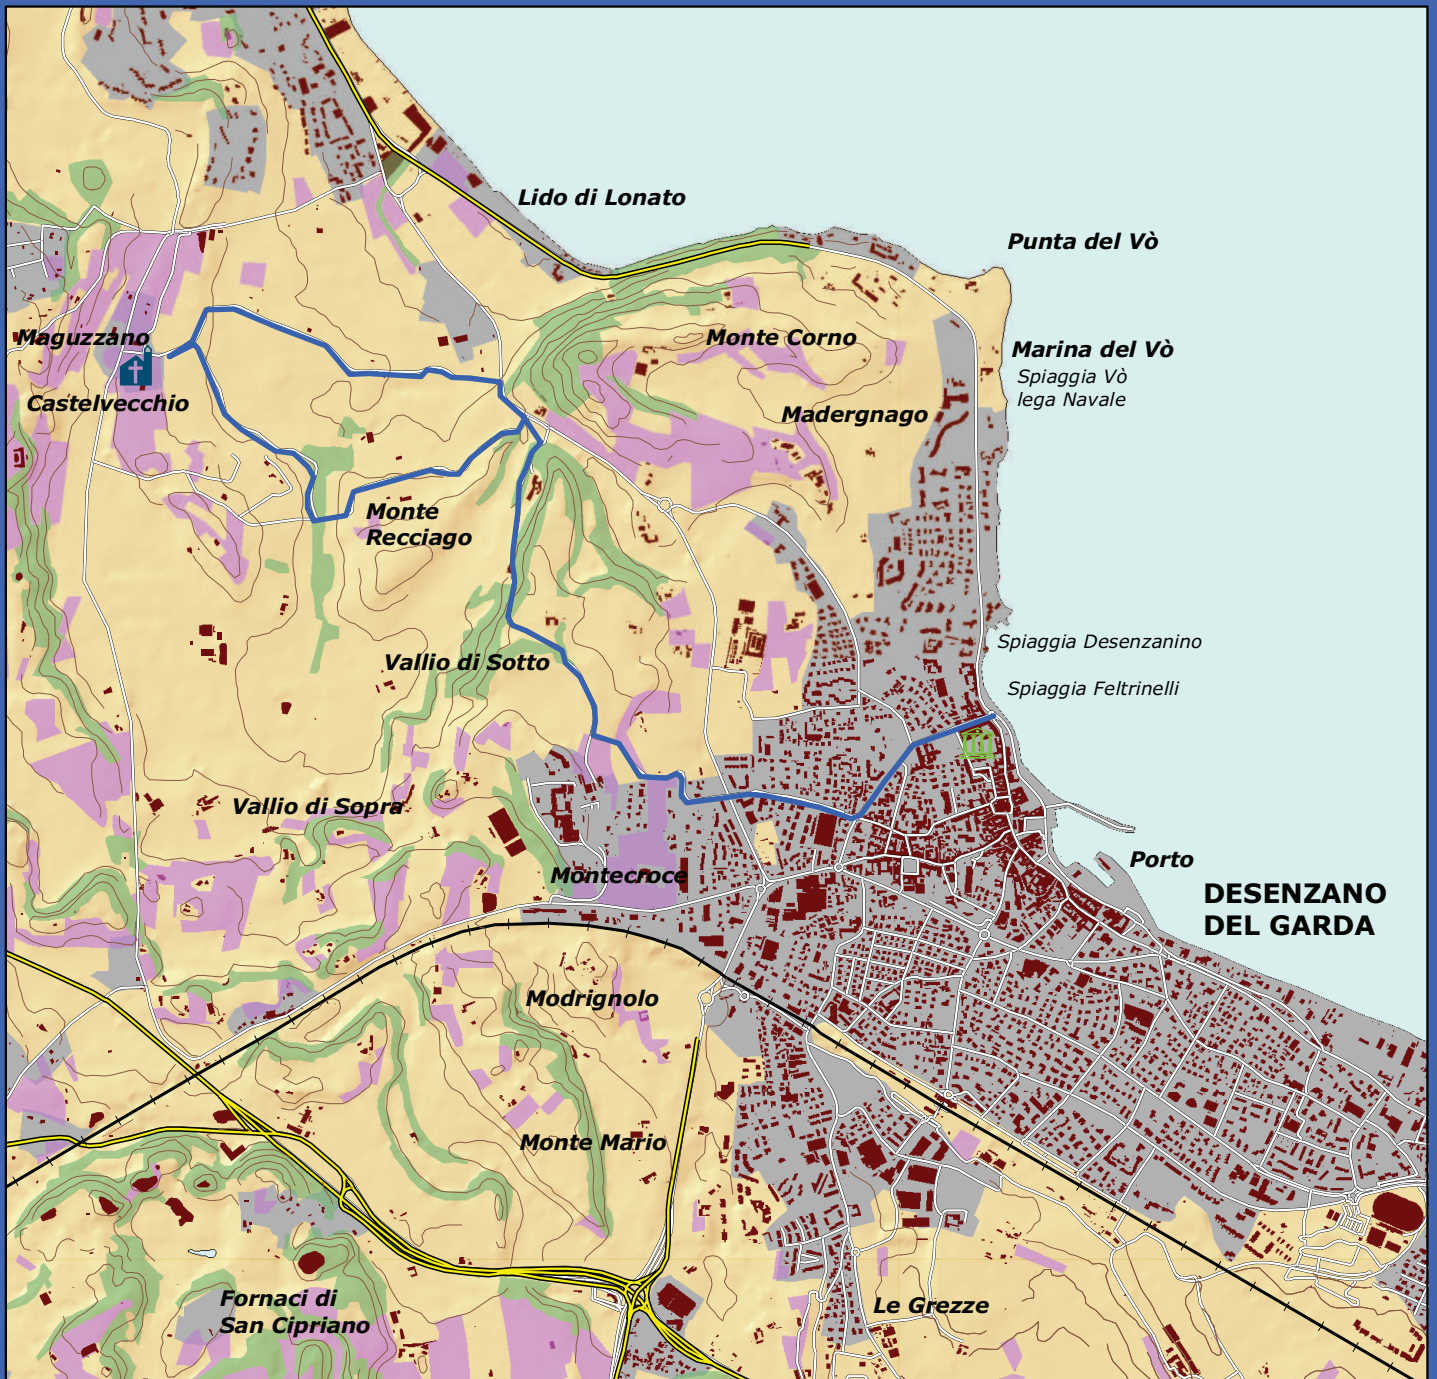 Lido di Lonato
Punta del Vò
Maguzzano
Monte Corno
Marina del Vò
Spiaggia Vò
lega Navale
Castelvecchio
Madergnago
Monte
Recciago
Spiaggia Desenzanino
Vallio di Sotto
Spiaggia Feltrinelli
Vallio di Sopra
Montecroce
Porto
DESENZANO
DEL GARDA
Modrignolo
Monte Mario
Fornaci di
San Cipriano
Le Grezze